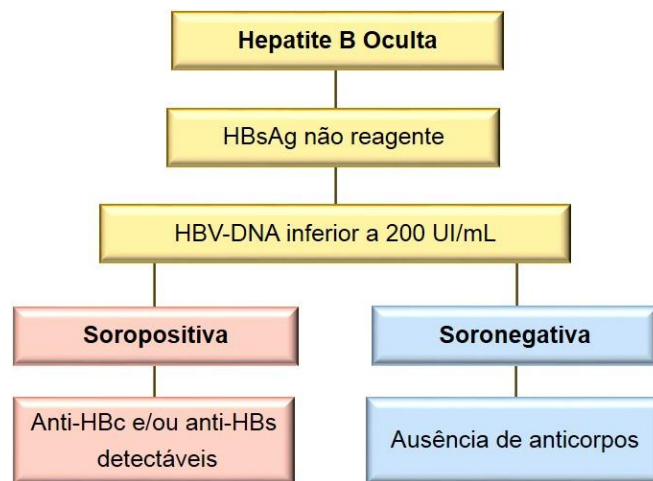 Hepatite B Oculta
HBsAg não reagente
HBV-DNA inferior a 200 UI/mL
Soropositiva
Soronegativa
Anti-HBc e/ou anti-HBs
detectáveis
Ausência de anticorpos